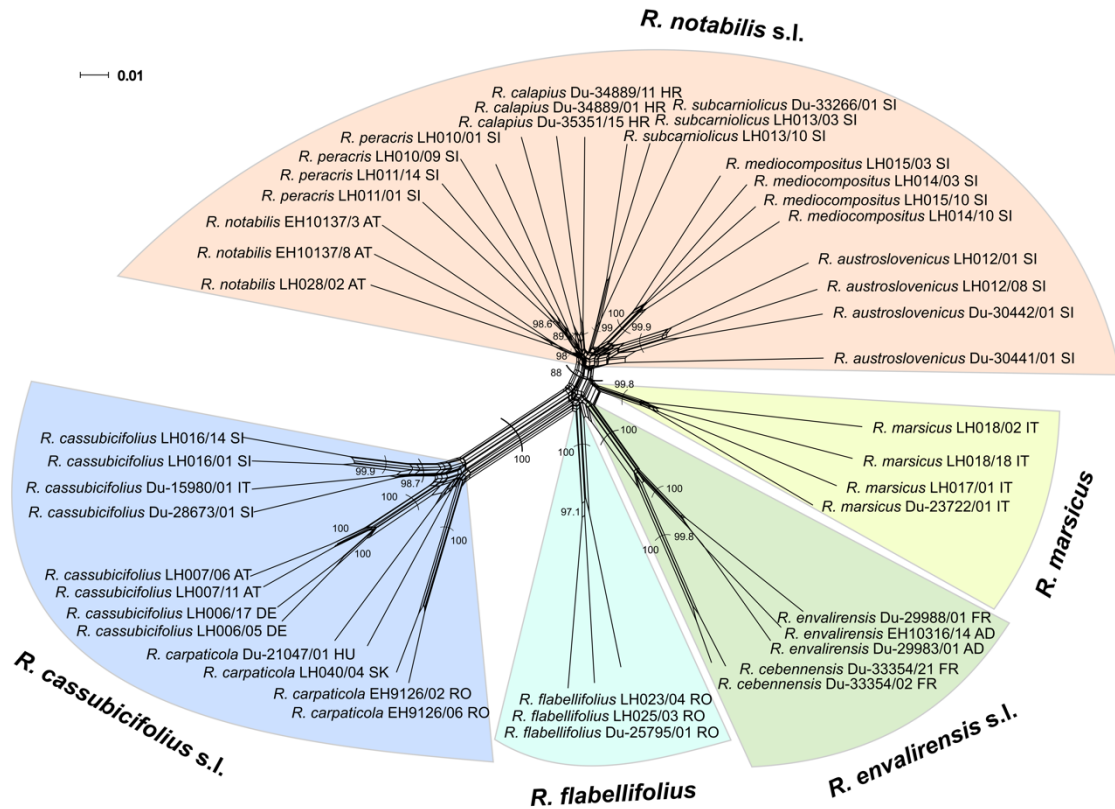 R. notabilis s.l.
0.01
R. calapius Du-34889/11 HR
R. calapius Du-34889/01 HR
R. calapius Du-35351/15 HR
R. subcarniolicus Du-33266/01 SI
R. subcarniolicus LH013/03 SI
R. subcarniolicus LH013/10 SI
R. peracris LH010/01 SI
R. peracris LH010/09 SI
R. peracris LH011/14 SI
R. peracris LH011/01 SI
R. mediocompositus LH015/03 SI
R. mediocompositus LH014/03 SI
R. mediocompositus LH015/10 SI
R. mediocompositus LH014/10 SI
R. notabilis EH10137/3 AT
R. notabilis EH10137/8 AT
R. notabilis LH028/02 AT
R. austroslovenicus LH012/01 SI
R. austroslovenicus LH012/08 SI
R. austroslovenicus Du-30442/01 SI
R. austroslovenicus Du-30441/01 SI
98.6
89
98
88
100
99
99.9
99.8
100
100
100
99.8
100
97.1
100
99.9
98.7
100
100
100
100
R. marsicus LH018/02 IT
R. marsicus LH018/18 IT
R. marsicus LH017/01 IT
R. marsicus Du-23722/01 IT
R. marsicus
R. cassubicifolius LH016/14 SI
R. cassubicifolius LH016/01 SI
R. cassubicifolius Du-15980/01 IT
R. cassubicifolius Du-28673/01 SI
R. cassubicifolius LH007/06 AT
R. cassubicifolius LH007/11 AT
R. cassubicifolius LH006/17 DE
R. cassubicifolius LH006/05 DE
R. carpaticola Du-21047/01 HU
R. carpaticola LH040/04 SK
R. carpaticola EH9126/02 RO
R. carpaticola EH9126/06 RO
R. cassubicifolius s.l.
R. flabellifolius LH023/04 RO
R. flabellifolius LH025/03 RO
R. flabellifolius Du-25795/01 RO
R. flabellifolius
R. envalirensis Du-29988/01 FR
R. envalirensis EH10316/14 AD
R. envalirensis Du-29983/01 AD
R. cebennensis Du-33354/21 FR
R. cebennensis Du-33354/02 FR
R. envalirensis s.l.